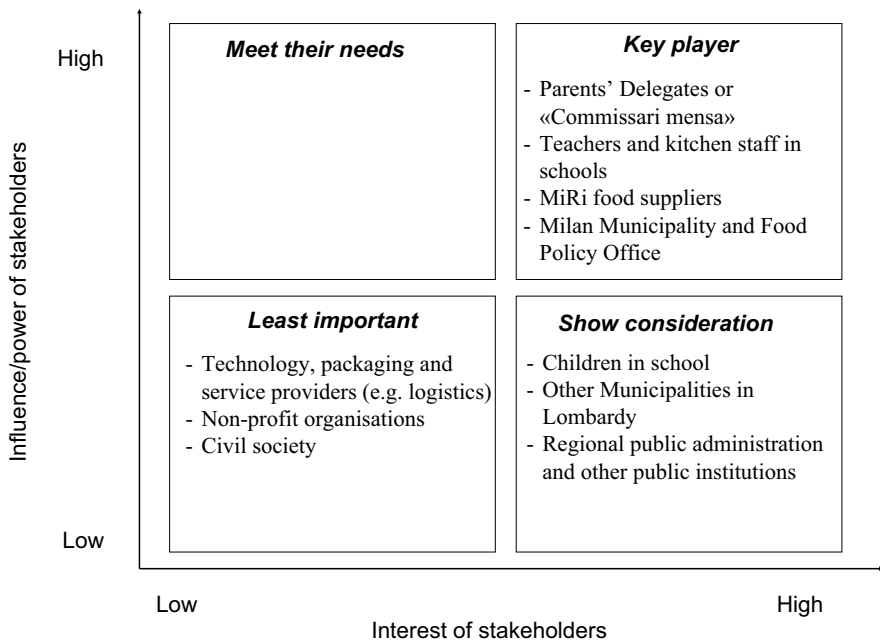 High
Influence/power of stakeholders
Low
Meet their needs
Key player
- Parents’ Delegates or
«Commissari mensa»
- Teachers and kitchen staff in
schools
- MiRi food suppliers
- Milan Municipality and Food
Policy Office
Least important
- Technology, packaging and
service providers (e.g. logistics)
- Non-profit organisations
- Civil society
Show consideration
- Children in school
- Other Municipalities in
Lombardy
- Regional public administration
and other public institutions
Low
High
Interest of stakeholders